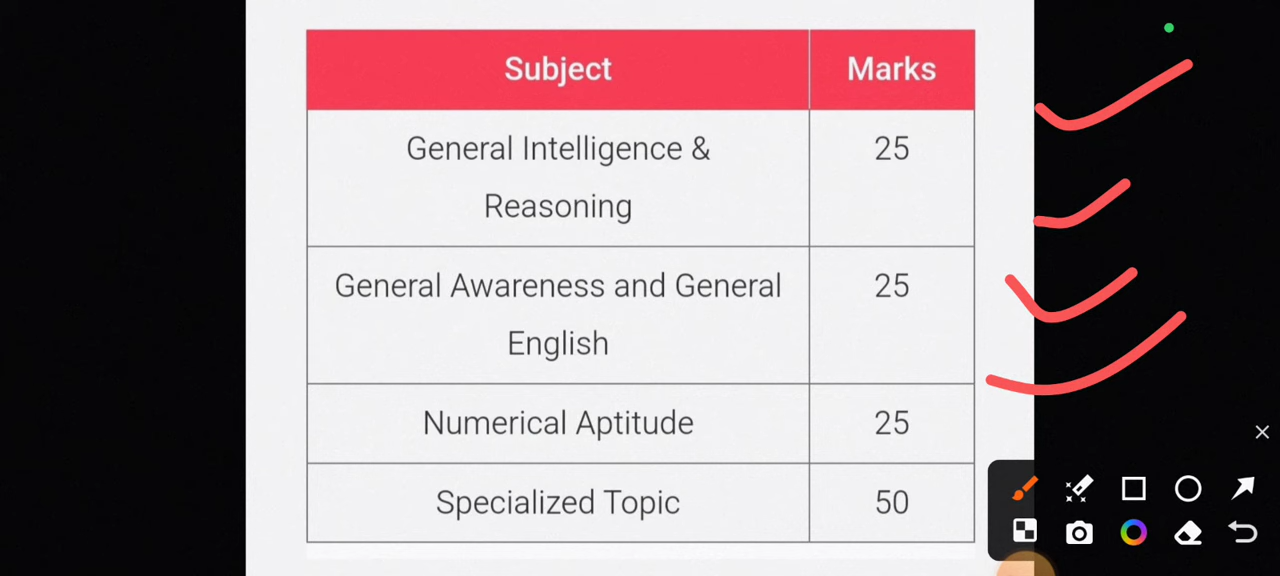 Subject Marks
General Intelligence & 25
Reasoning
General Awareness and General 25
English
Numerical Aptitude 25
Specialized Topic 50